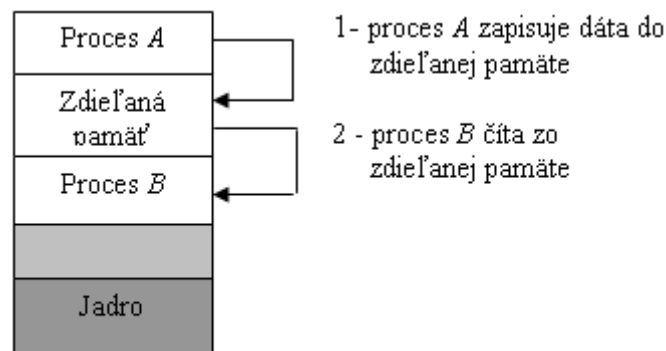 Proces A
Zdieľaná
pamäť
Proces B
Jadro
1- proces A zapisuje dáta do
zdieľanej pamäte
2 - proces B číta zo
zdieľanej pamäte